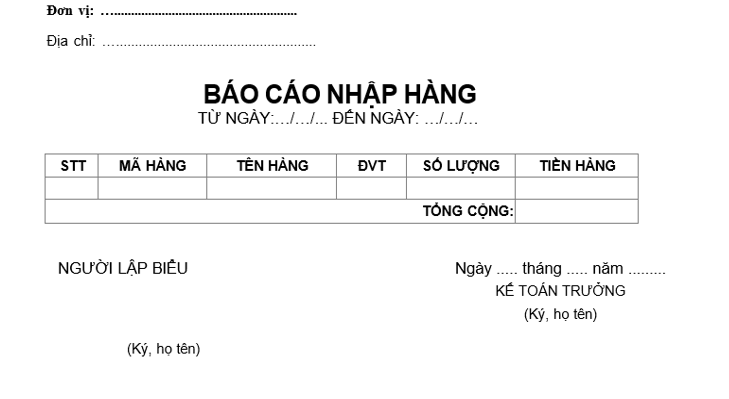 Đơn vị: …......................................................
Địa chỉ: ….....................................................
BÁO CÁO NHẬP HÀNG
TỪ NGÀY:…/…/... ĐẾN NGÀY: …/…/…
STT MÃ HÀNG TÊN HÀNG ĐVT SỐ LƯỢNG TIỀN HÀNG
TỔNG CỘNG:
NGƯỜI LẬP BIỂU Ngày ..... tháng ..... năm .........
KẾ TOÁN TRƯỞNG
(Ký, họ tên)
(Ký, họ tên)